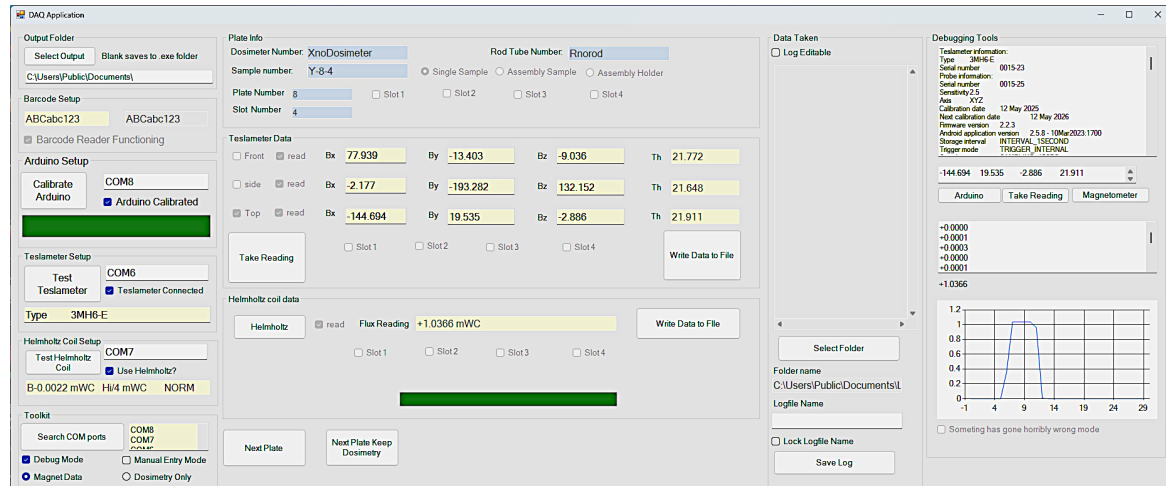 DAQ Application
Output Folder
Select Output Blank saves to .exe folder
C:\Users\Public\Documents\
Barcode Setup
ABCabc123 ABCabc123
Barcode Reader Functioning
Arduino Setup
Calibrate Arduino
COM8
Arduino Calibrated
Teslameter Setup
Test Teslameter
COM6
Teslameter Connected
Type 3MH6-E
Helmholtz Coil Setup
Test Helmholtz Coil
COM7
Use Helmholtz?
B-0.0022 mWC Hi/4 mWC NORM
Toolkit
Search COM ports
COM8
COM7
Debug Mode Manual Entry Mode
Magnet Data Dosimetry Only
Plate Info
Dosimeter Number: XnoDosimeter Rod Tube Number: Rnorod
Sample number: Y-8-4 Single Sample Assembly Sample Assembly Holder
Plate Number 8 Slot 1 Slot 2 Slot 3 Slot 4
Slot Number 4
Teslameter Data
Front read Bx 77.939 By -13.403 Bz -9.036 Th 21.772
side read Bx -2.177 By -193.282 Bz 132.152 Th 21.648
Top read Bx -144.694 By 19.535 Bz -2.886 Th 21.911
Slot 1 Slot 2 Slot 3 Slot 4
Take Reading Write Data to File
Helmholtz coil data
Helmholtz read Flux Reading +1.0366 mWC Write Data to File
Slot 1 Slot 2 Slot 3 Slot 4
Next Plate
Next Plate Keep Dosimetry
Data Taken
Log Editable
Select Folder
Folder name
C:\Users\Public\Documents\L
Logfile Name
Lock Logfile Name
Save Log
Debugging Tools
Teslameter information:
Type 3MH6-E
Serial number 0015-23
Probe information:
Serial number 0015-25
Sensitivity 2.5
Axis XYZ
Calibration date 12 May 2025
Next calibration date 12 May 2026
Firmware version 2.2.3
Android application version 2.5.8 - 10Mar2023:1700
Storage interval INTERVAL_1SECOND
Trigger mode TRIGGER_INTERNAL
-144.694 19.535 -2.886 21.911
Arduino Take Reading Magnetometer
+0.0000
+0.0001
+0.0003
+0.0000
+0.0001
+1.0366
1.2
1
0.8
0.6
0.4
0.2
0
-1 4 9 14 19 24 29
Someting has gone horribly wrong mode